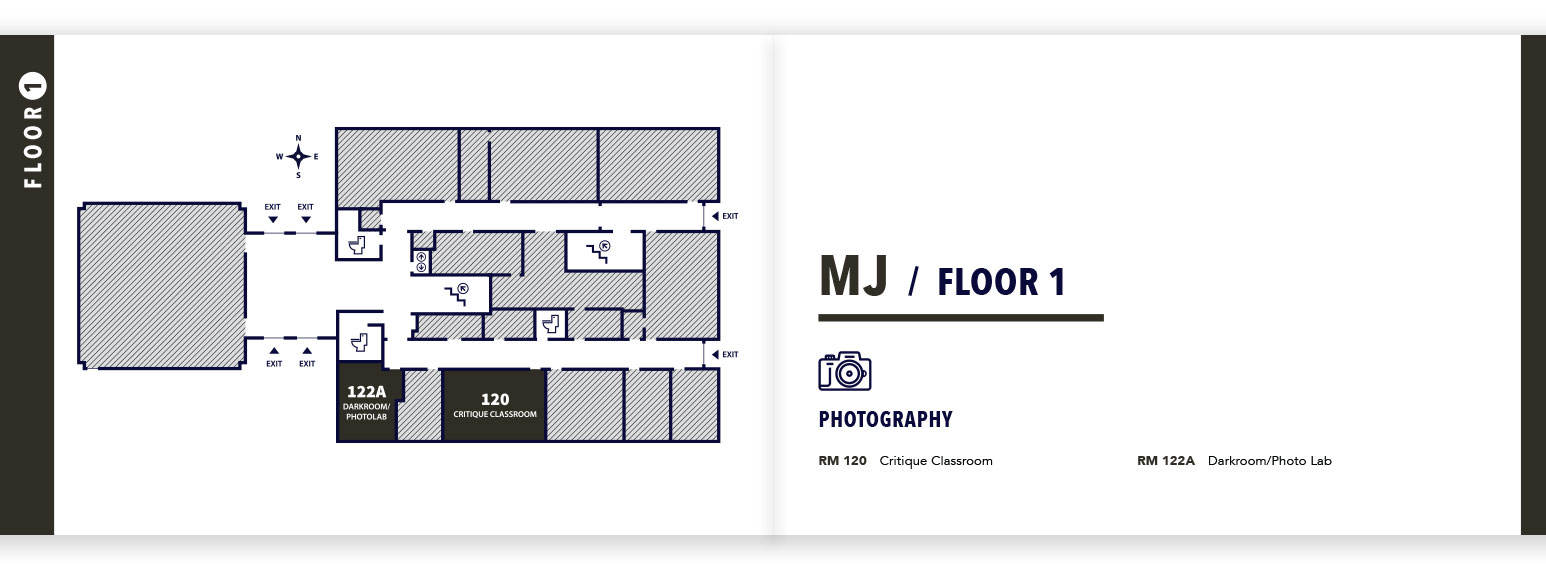 FLOOR 1
N
W E
S
EXIT EXIT
EXIT
EXIT
EXIT EXIT
122A
DARKROOM/
PHOTOLAB
120
CRITIQUE CLASSROOM
MJ / FLOOR 1
PHOTOGRAPHY
RM 120 Critique Classroom
RM 122A Darkroom/Photo Lab